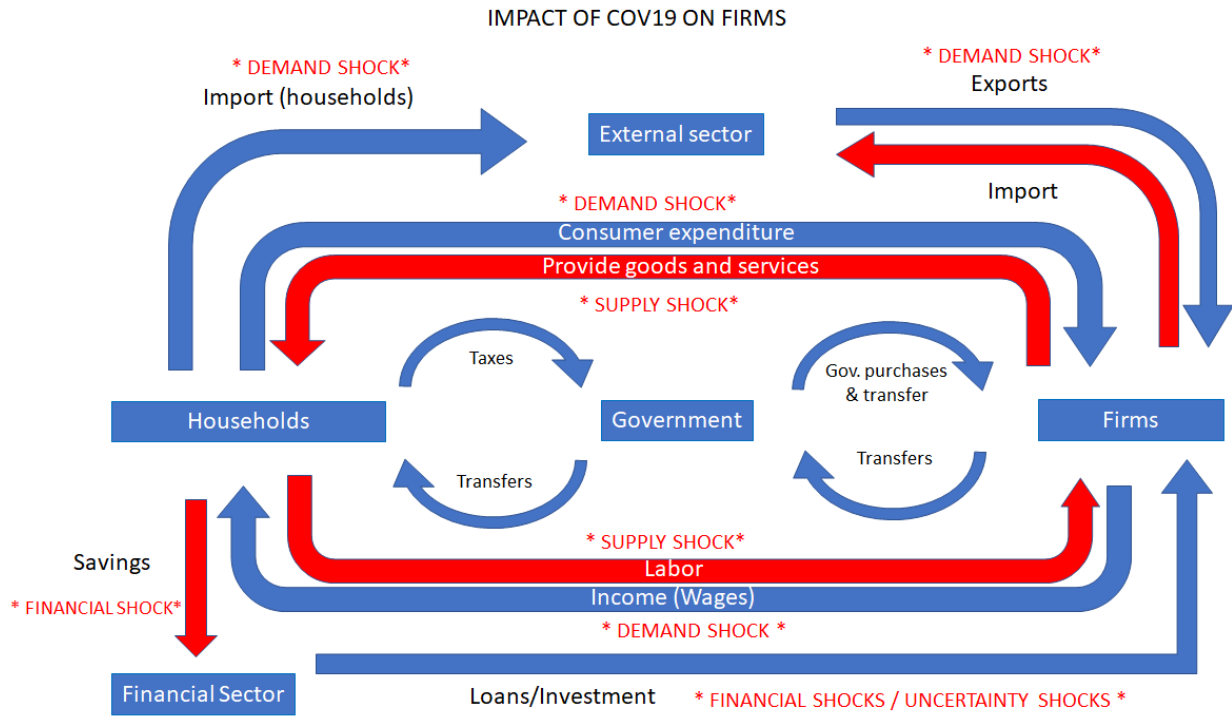 IMPACT OF COV19 ON FIRMS
* DEMAND SHOCK*
Import (households)
* DEMAND SHOCK*
Exports
External sector
Import
* DEMAND SHOCK*
Consumer expenditure
Provide goods and services
* SUPPLY SHOCK*
Taxes
Gov. purchases
& transfer
Households
Government
Firms
Transfers
Transfers
* SUPPLY SHOCK*
Labor
Income (Wages)
* DEMAND SHOCK *
Savings
* FINANCIAL SHOCK*
Financial Sector
Loans/Investment
* FINANCIAL SHOCKS / UNCERTAINTY SHOCKS *